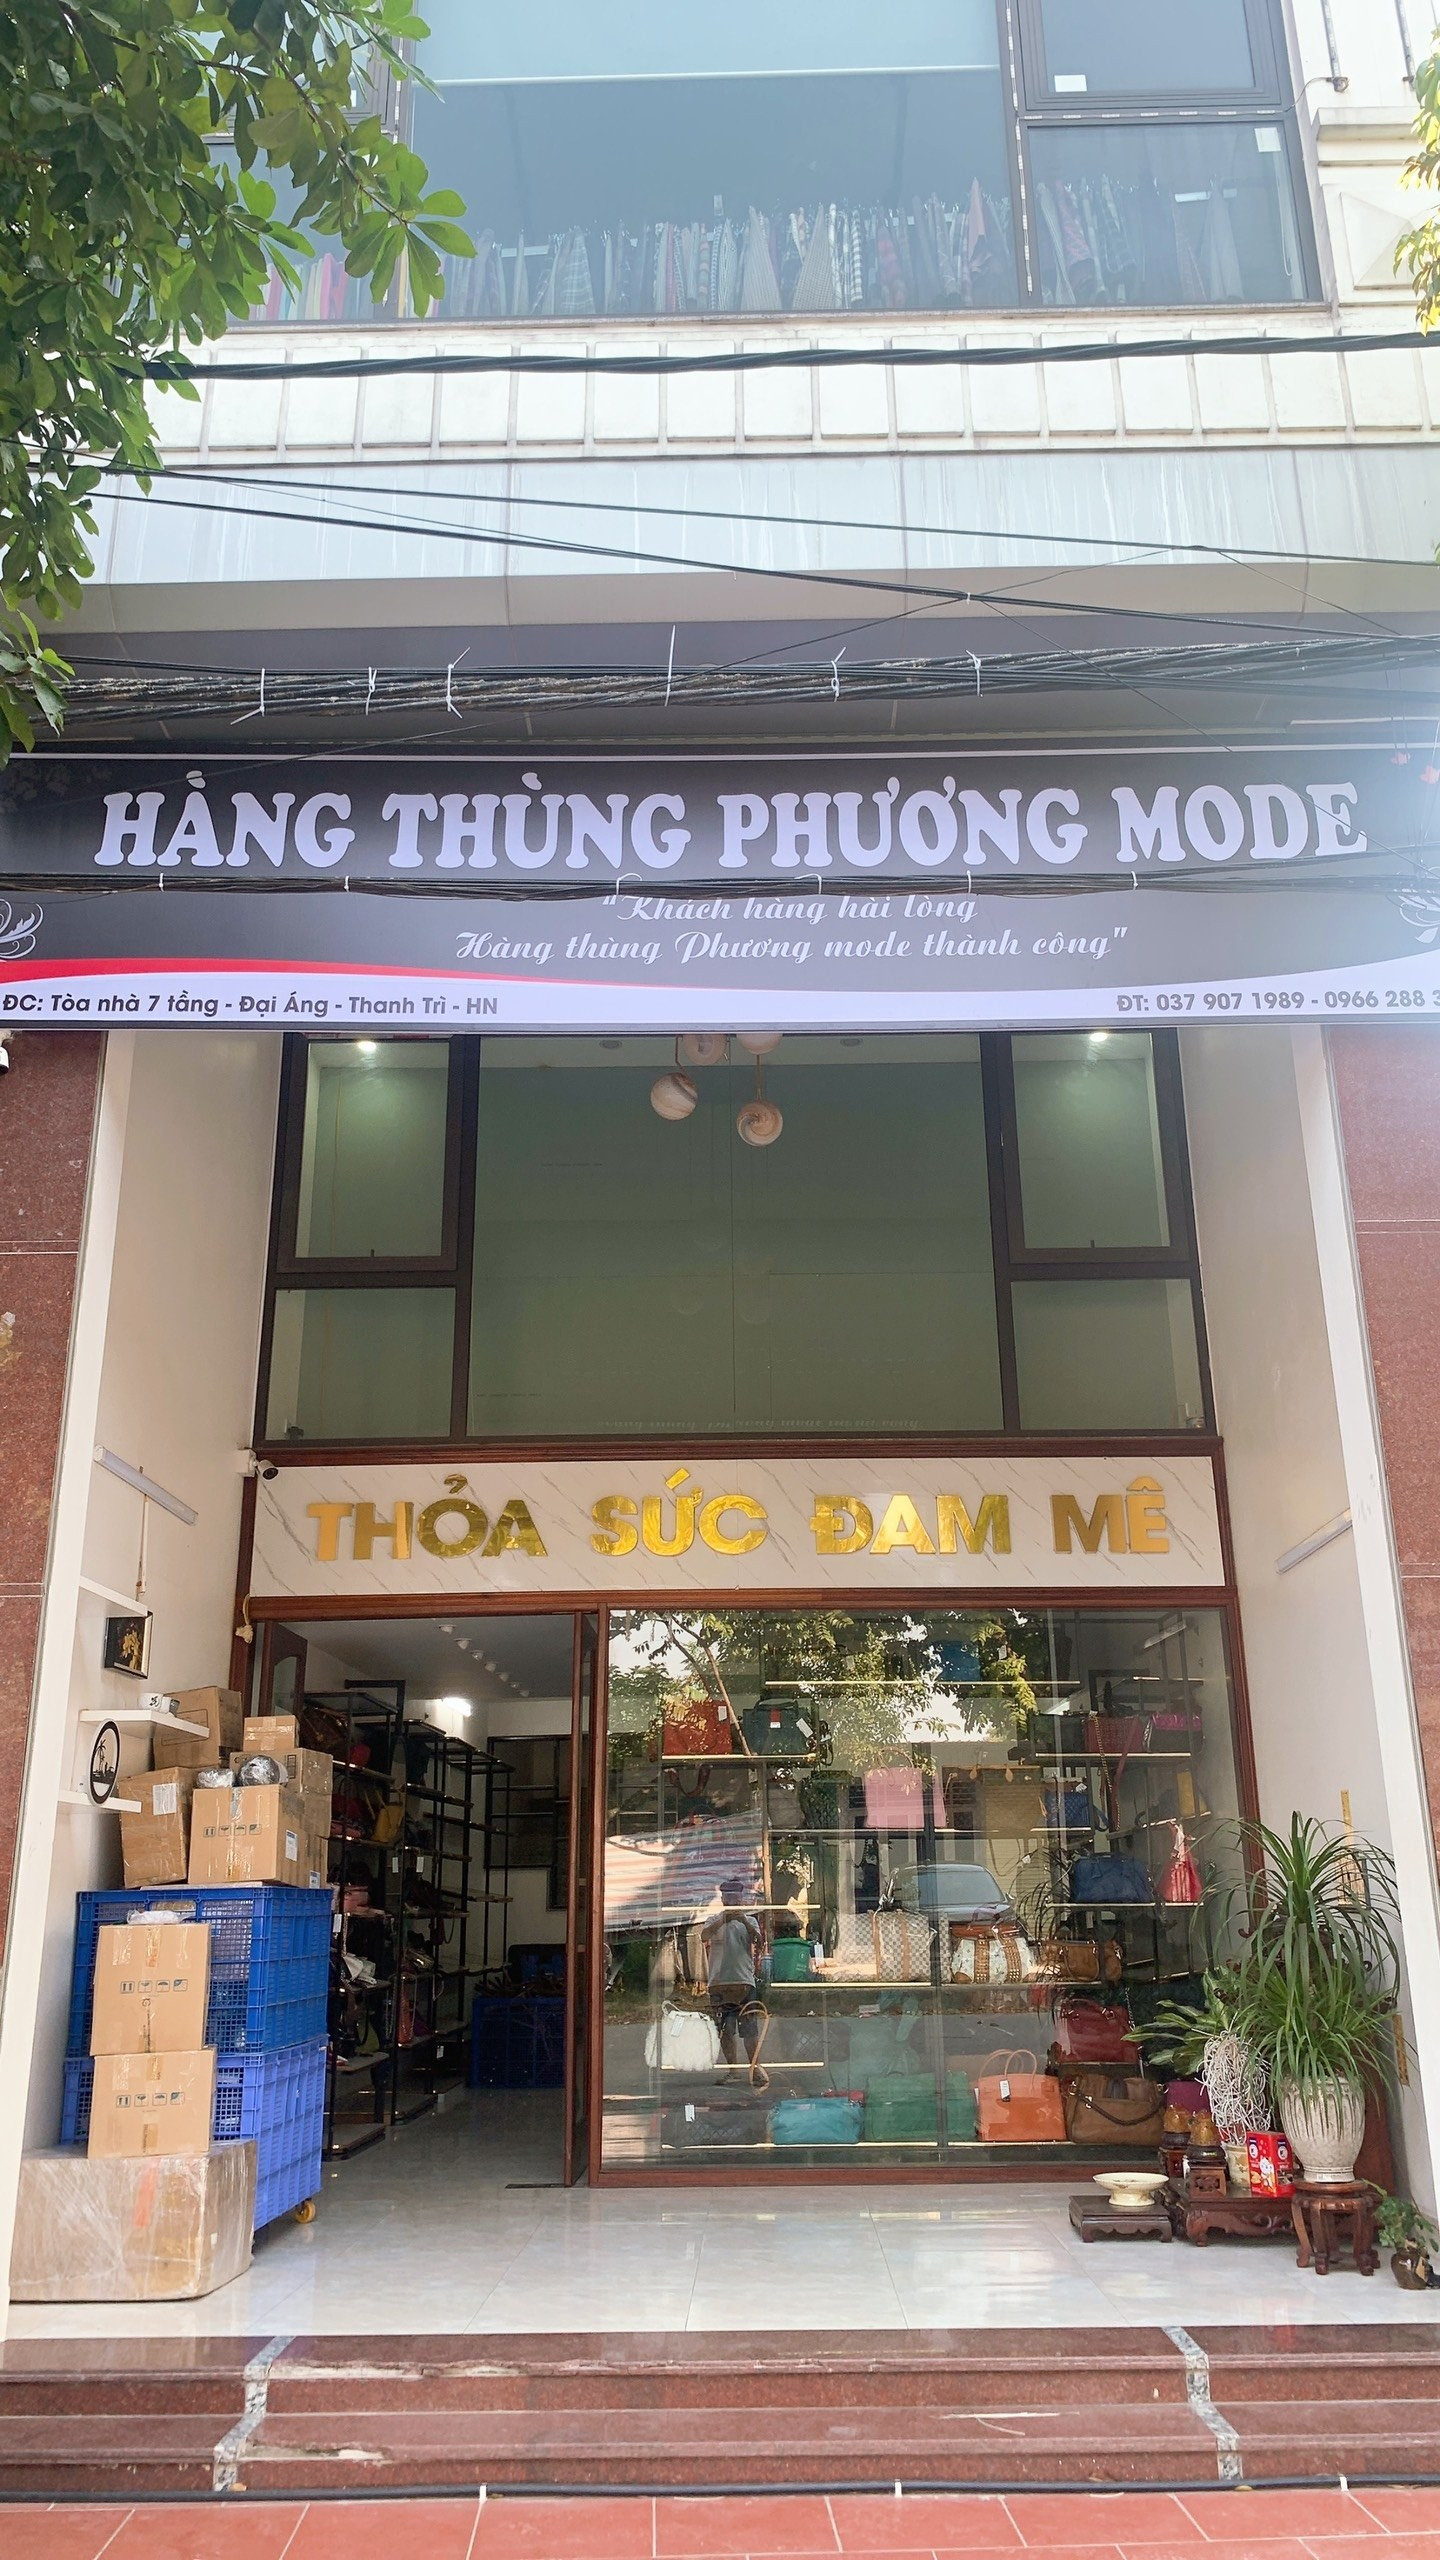 HÀNG THÙNG PHƯƠNG MODE
"Khách hàng hài lòng
Hàng thùng Phương mode thành công"
ĐC: Tòa nhà 7 tầng - Đại Áng - Thanh Trì - HN
ĐT: 037 907 1989 - 0966 288 3
THỎA SỨC ĐAM MÊ